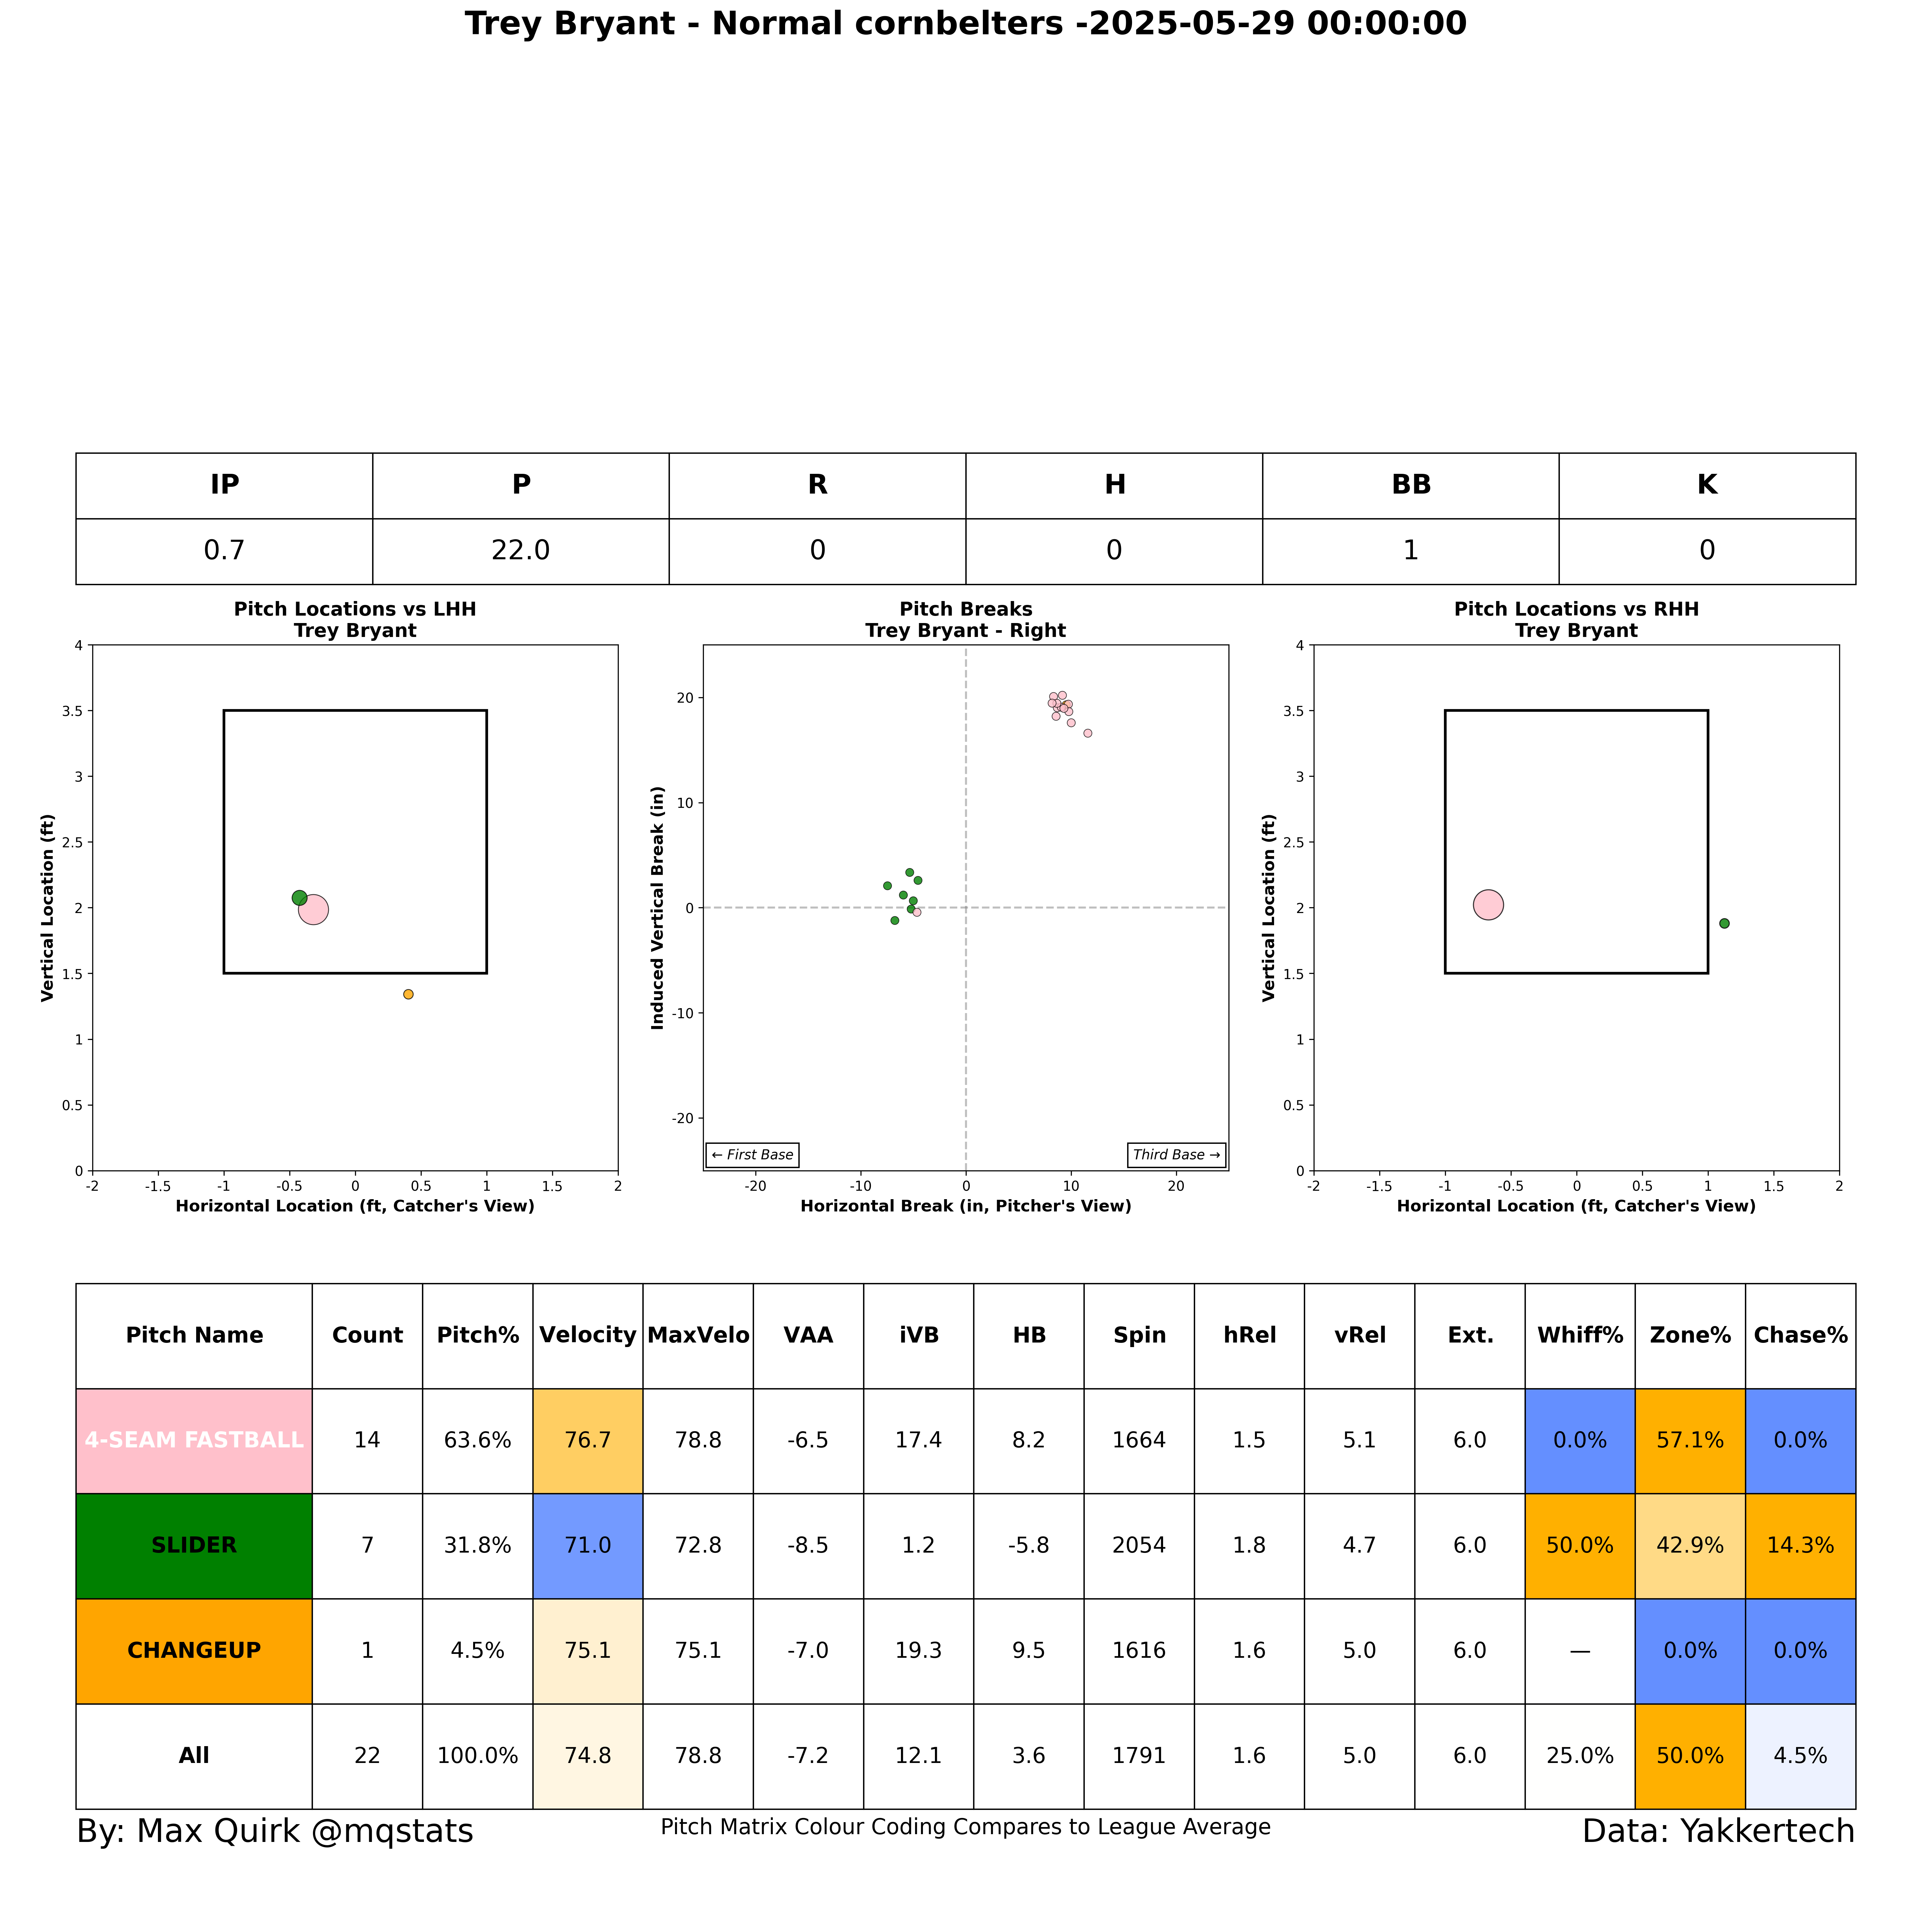 Trey Bryant - Normal cornbelters -2025-05-29 00:00:00
IP P R H BB K
0.7 22.0 0 0 1 0
Pitch Locations vs LHH
Trey Bryant
4
3.5
3
2.5
2
1.5
1
0.5
0
Vertical Location (ft)
-2 -1.5 -1 -0.5 0 0.5 1 1.5 2
Horizontal Location (ft, Catcher's View)
Pitch Breaks
Trey Bryant - Right
20
10
0
-10
-20
Induced Vertical Break (in)
← First Base
Third Base →
-20 -10 0 10 20
Horizontal Break (in, Pitcher's View)
Pitch Locations vs RHH
Trey Bryant
4
3.5
3
2.5
2
1.5
1
0.5
0
Vertical Location (ft)
-2 -1.5 -1 -0.5 0 0.5 1 1.5 2
Horizontal Location (ft, Catcher's View)
Pitch Name Count Pitch% Velocity MaxVelo VAA iVB HB Spin hRel vRel Ext. Whiff% Zone% Chase%
4-SEAM FASTBALL 14 63.6% 76.7 78.8 -6.5 17.4 8.2 1664 1.5 5.1 6.0 0.0% 57.1% 0.0%
SLIDER 7 31.8% 71.0 72.8 -8.5 1.2 -5.8 2054 1.8 4.7 6.0 50.0% 42.9% 14.3%
CHANGEUP 1 4.5% 75.1 75.1 -7.0 19.3 9.5 1616 1.6 5.0 6.0 — 0.0% 0.0%
All 22 100.0% 74.8 78.8 -7.2 12.1 3.6 1791 1.6 5.0 6.0 25.0% 50.0% 4.5%
By: Max Quirk @mqstats
Pitch Matrix Colour Coding Compares to League Average
Data: Yakkertech